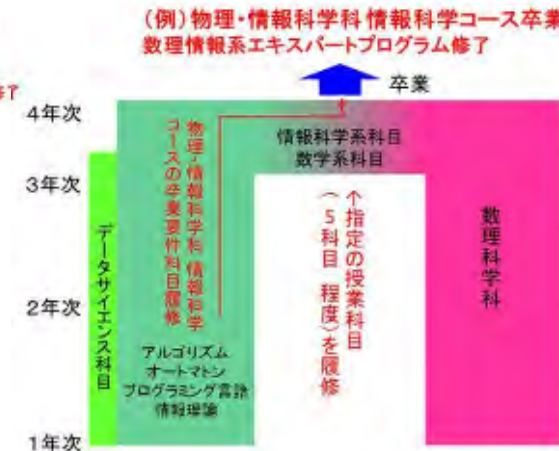 (例)物理・情報科学科 情報科学コース卒業
数理情報系エキスパートプログラム修了
卒業
4年次
3年次
2年次
1年次
データサイエンス科目
物理・情報科学科 情報科学
コースの卒業要件科目履修
アルゴリズム
オートマトン
プログラミング言語
情報理論
情報科学系科目
数学系科目
↑指定の授業科目
(5科目 程度)を履修
数理科学科